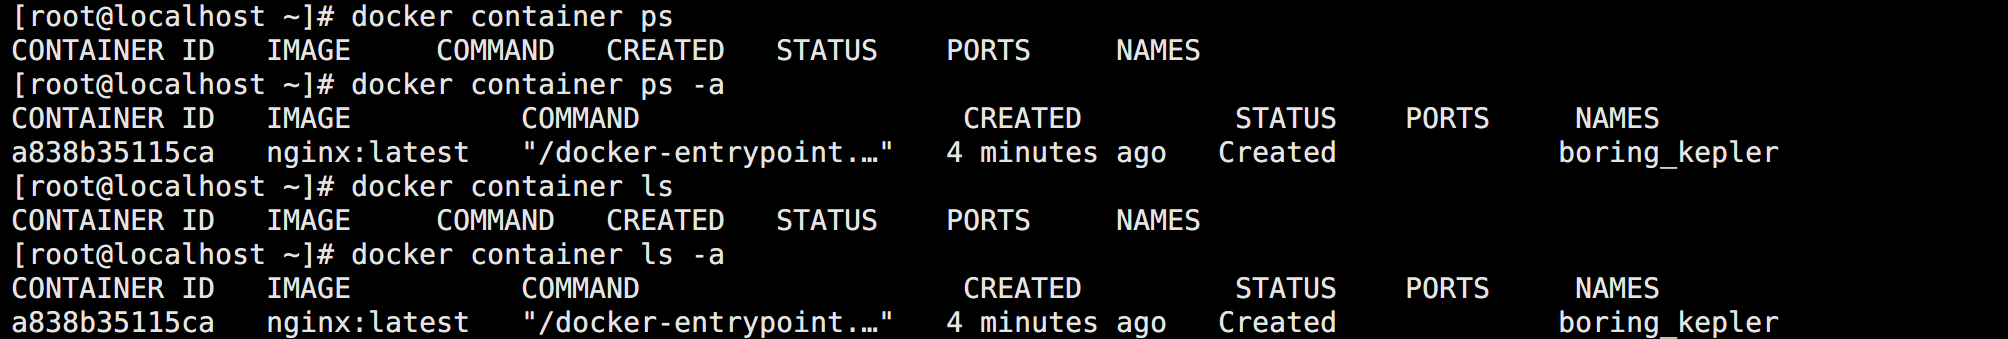 [root@localhost ~]# docker container ps
CONTAINER ID   IMAGE     COMMAND   CREATED   STATUS    PORTS     NAMES
[root@localhost ~]# docker container ps -a
CONTAINER ID   IMAGE          COMMAND                   CREATED         STATUS    PORTS     NAMES
a838b35115ca   nginx:latest   "/docker-entrypoint.…"   4 minutes ago   Created             boring_kepler
[root@localhost ~]# docker container ls
CONTAINER ID   IMAGE     COMMAND   CREATED   STATUS    PORTS     NAMES
[root@localhost ~]# docker container ls -a
CONTAINER ID   IMAGE          COMMAND                   CREATED         STATUS    PORTS     NAMES
a838b35115ca   nginx:latest   "/docker-entrypoint.…"   4 minutes ago   Created             boring_kepler